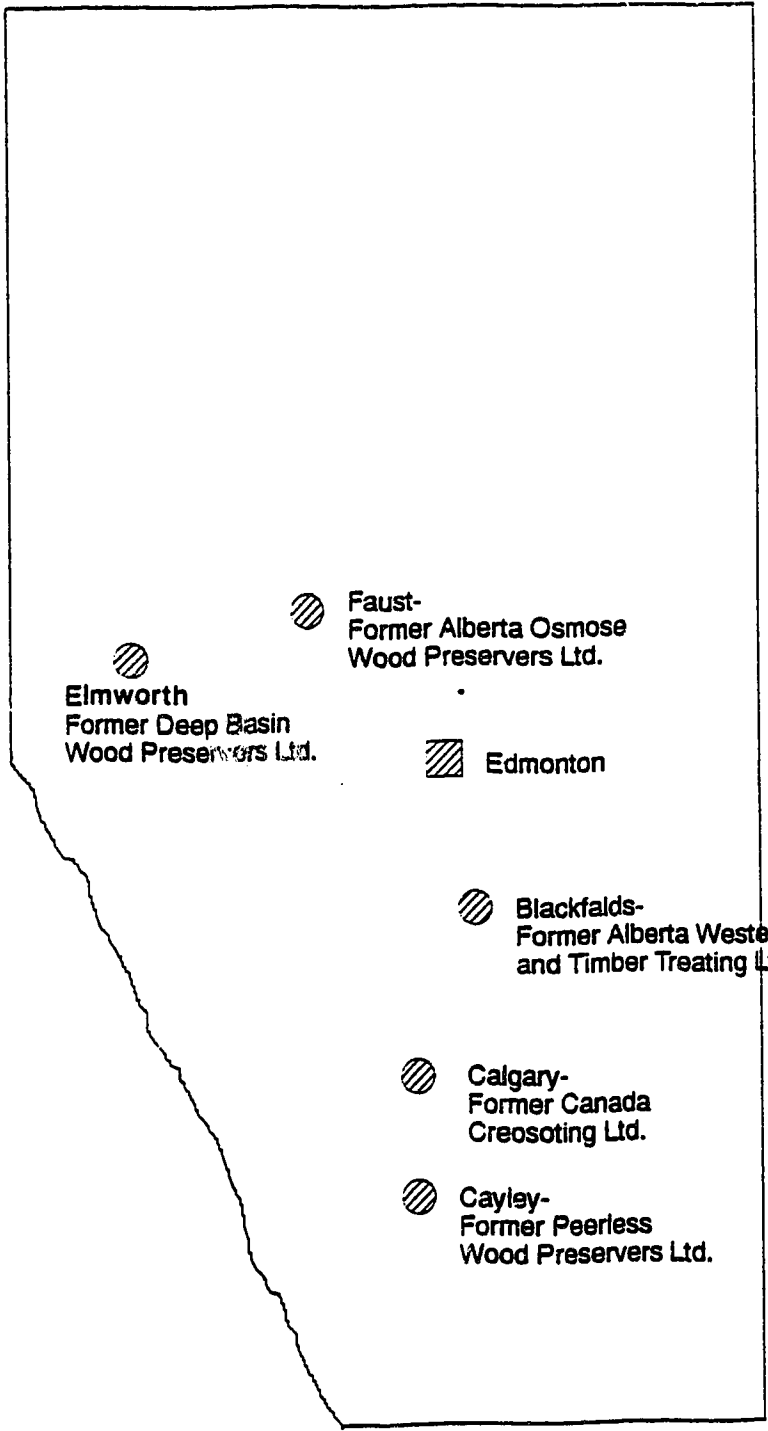 Faust-
Former Alberta Osmose
Wood Preservers Ltd.
Elmworth
Former Deep Basin
Wood Preservers Ltd.
Edmonton
Blackfalds-
Former Alberta Weste
and Timber Treating L
Calgary-
Former Canada
Creosoting Ltd.
Cayley-
Former Peerless
Wood Preservers Ltd.